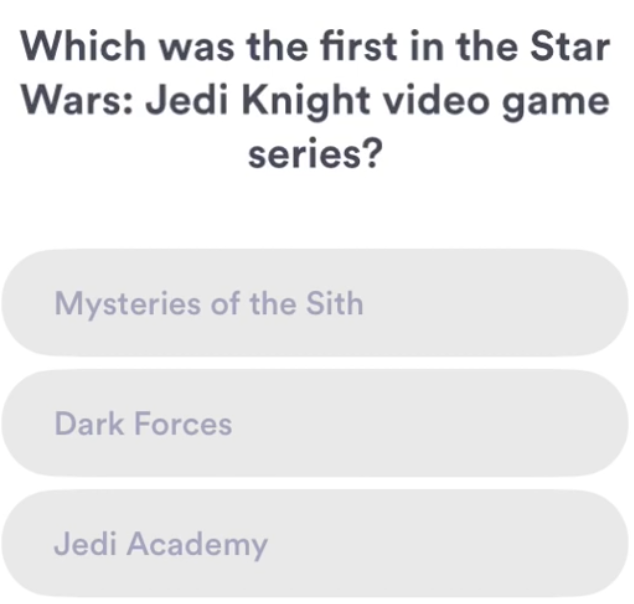 Which was the first in the Star
Wars: Jedi Knight video game
series?
Mysteries of the Sith
Dark Forces
Jedi Academy